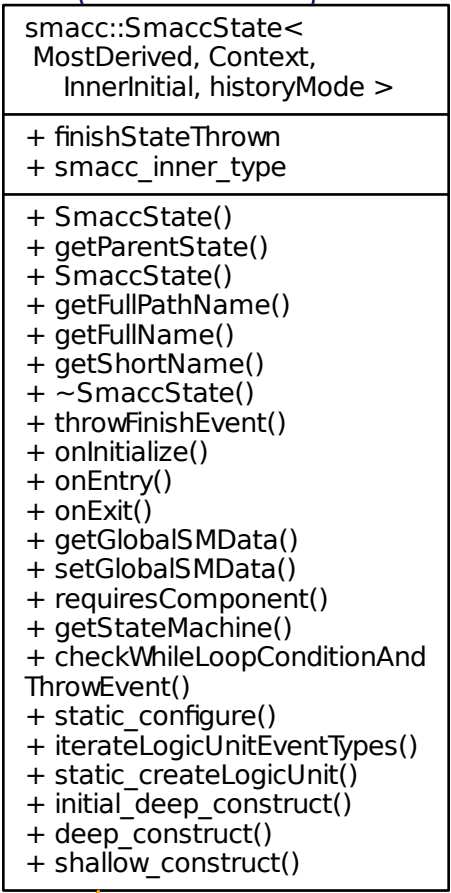 smacc::SmaccState<
MostDerived, Context,
InnerInitial, historyMode >
+ finishStateThrown
+ smacc_inner_type
+ SmaccState()
+ getParentState()
+ SmaccState()
+ getFullPathName()
+ getFullName()
+ getShortName()
+ ~SmaccState()
+ throwFinishEvent()
+ onInitialize()
+ onEntry()
+ onExit()
+ getGlobalSMData()
+ setGlobalSMData()
+ requiresComponent()
+ getStateMachine()
+ checkWhileLoopConditionAnd
ThrowEvent()
+ static_configure()
+ iterateLogicUnitEventTypes()
+ static_createLogicUnit()
+ initial_deep_construct()
+ deep_construct()
+ shallow_construct()